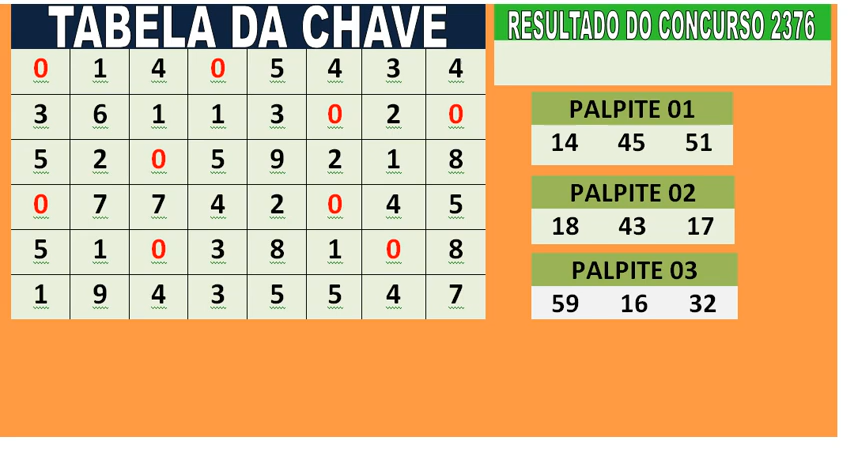 TABELA DA CHAVE
0 1 4 0 5 4 3 4
3 6 1 1 3 0 2 0
5 2 0 5 9 2 1 8
0 7 7 4 2 0 4 5
5 1 0 3 8 1 0 8
1 9 4 3 5 5 4 7
RESULTADO DO CONCURSO 2376
PALPITE 01
14 45 51
PALPITE 02
18 43 17
PALPITE 03
59 16 32